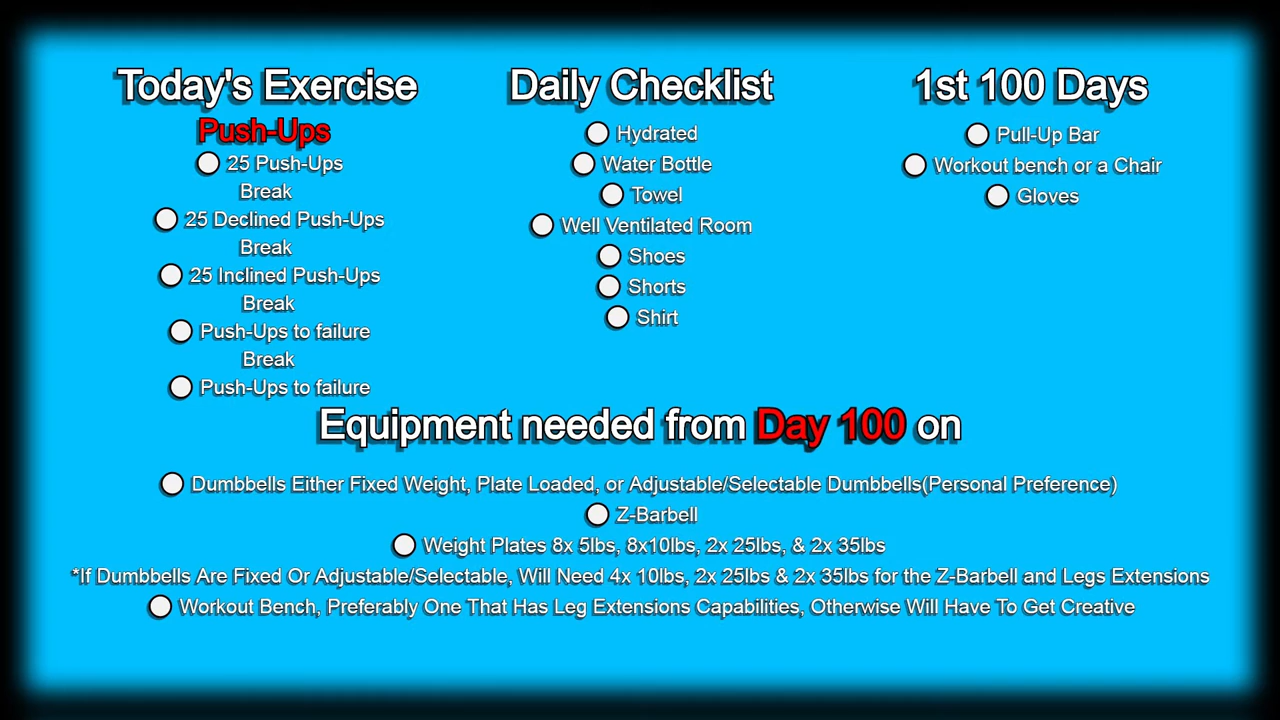 Today's Exercise
Push-Ups
25 Push-Ups
Break
25 Declined Push-Ups
Break
25 Inclined Push-Ups
Break
Push-Ups to failure
Break
Push-Ups to failure
Daily Checklist
Hydrated
Water Bottle
Towel
Well Ventilated Room
Shoes
Shorts
Shirt
1st 100 Days
Pull-Up Bar
Workout bench or a Chair
Gloves
Equipment needed from Day 100 on
Dumbbells Either Fixed Weight, Plate Loaded, or Adjustable/Selectable Dumbbells(Personal Preference)
Z-Barbell
Weight Plates 8x 5lbs, 8x10lbs, 2x 25lbs, & 2x 35lbs
*If Dumbbells Are Fixed Or Adjustable/Selectable, Will Need 4x 10lbs, 2x 25lbs & 2x 35lbs for the Z-Barbell and Legs Extensions
Workout Bench, Preferably One That Has Leg Extensions Capabilities, Otherwise Will Have To Get Creative